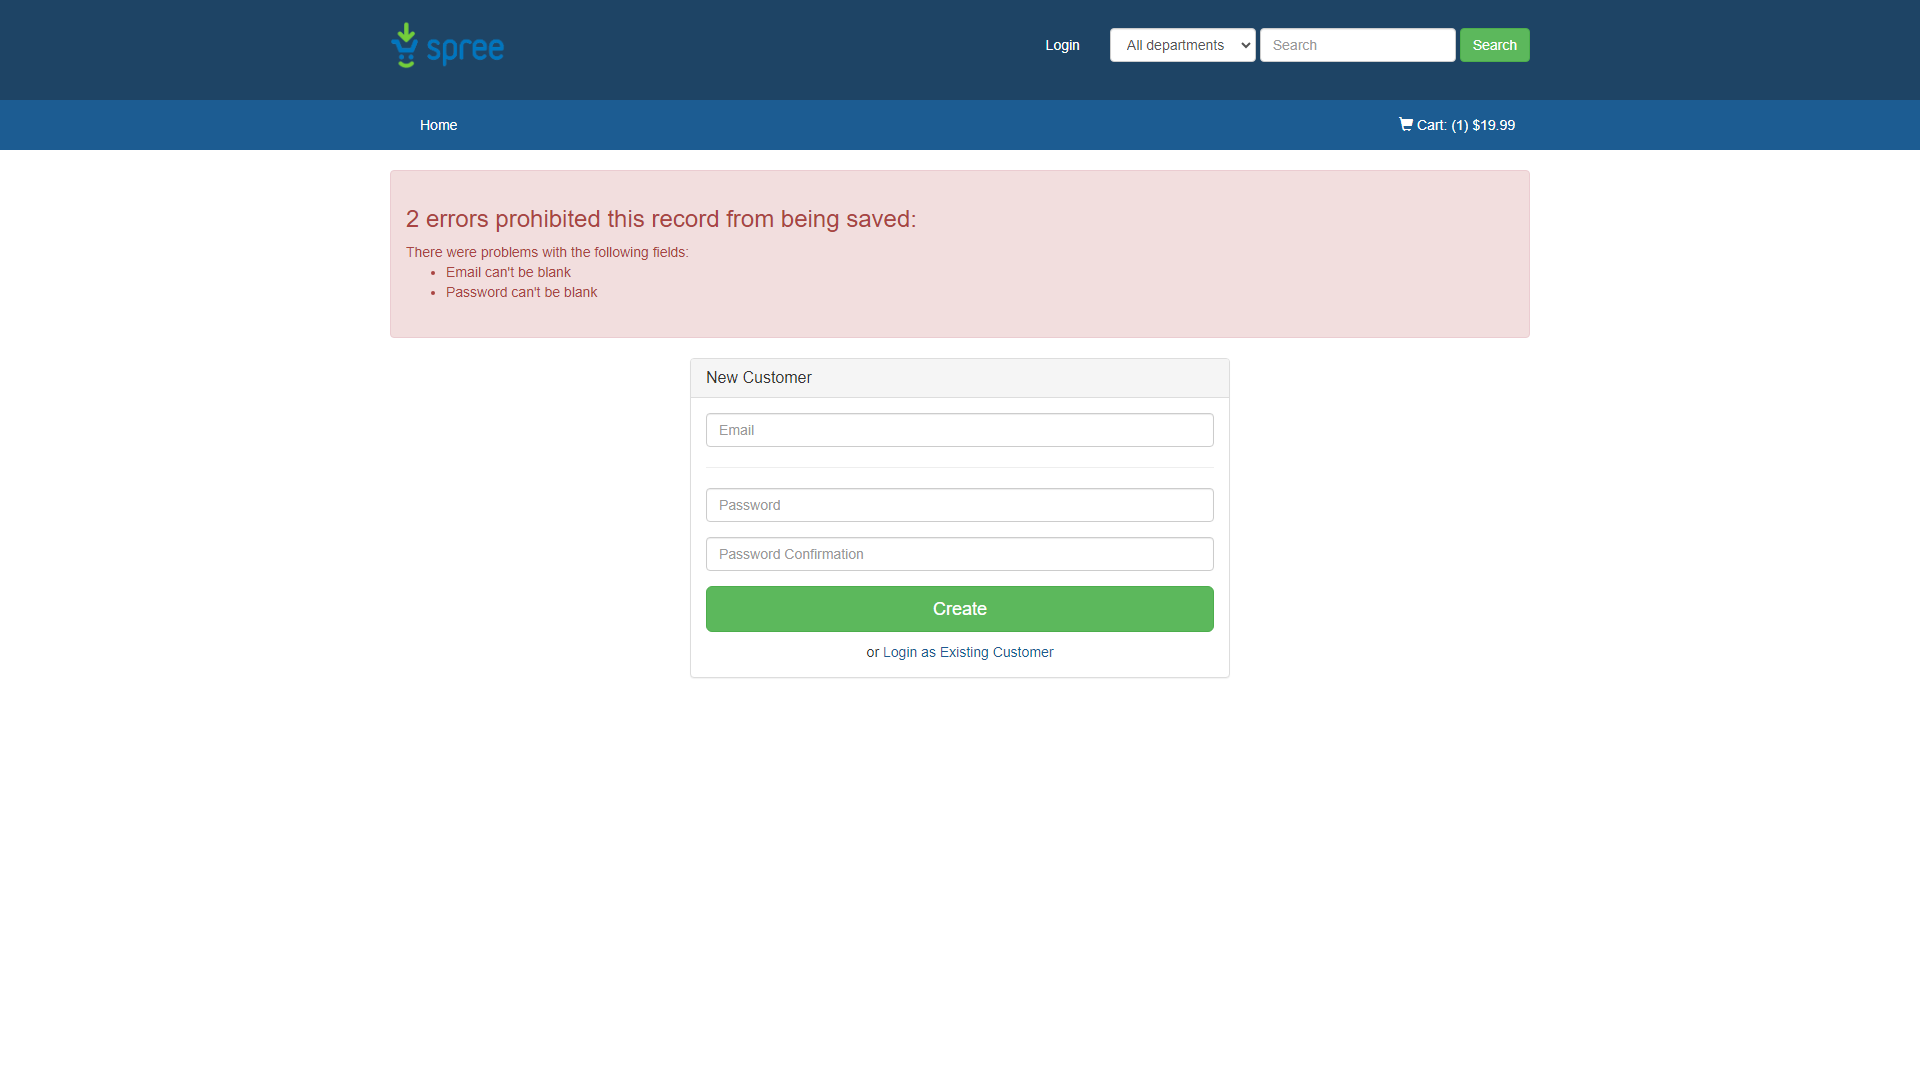 spree
Login
All departments
Search
Search
Home
Cart: (1) $19.99
2 errors prohibited this record from being saved:
There were problems with the following fields:
• Email can't be blank
• Password can't be blank
New Customer
Email
Password
Password Confirmation
Create
or Login as Existing Customer